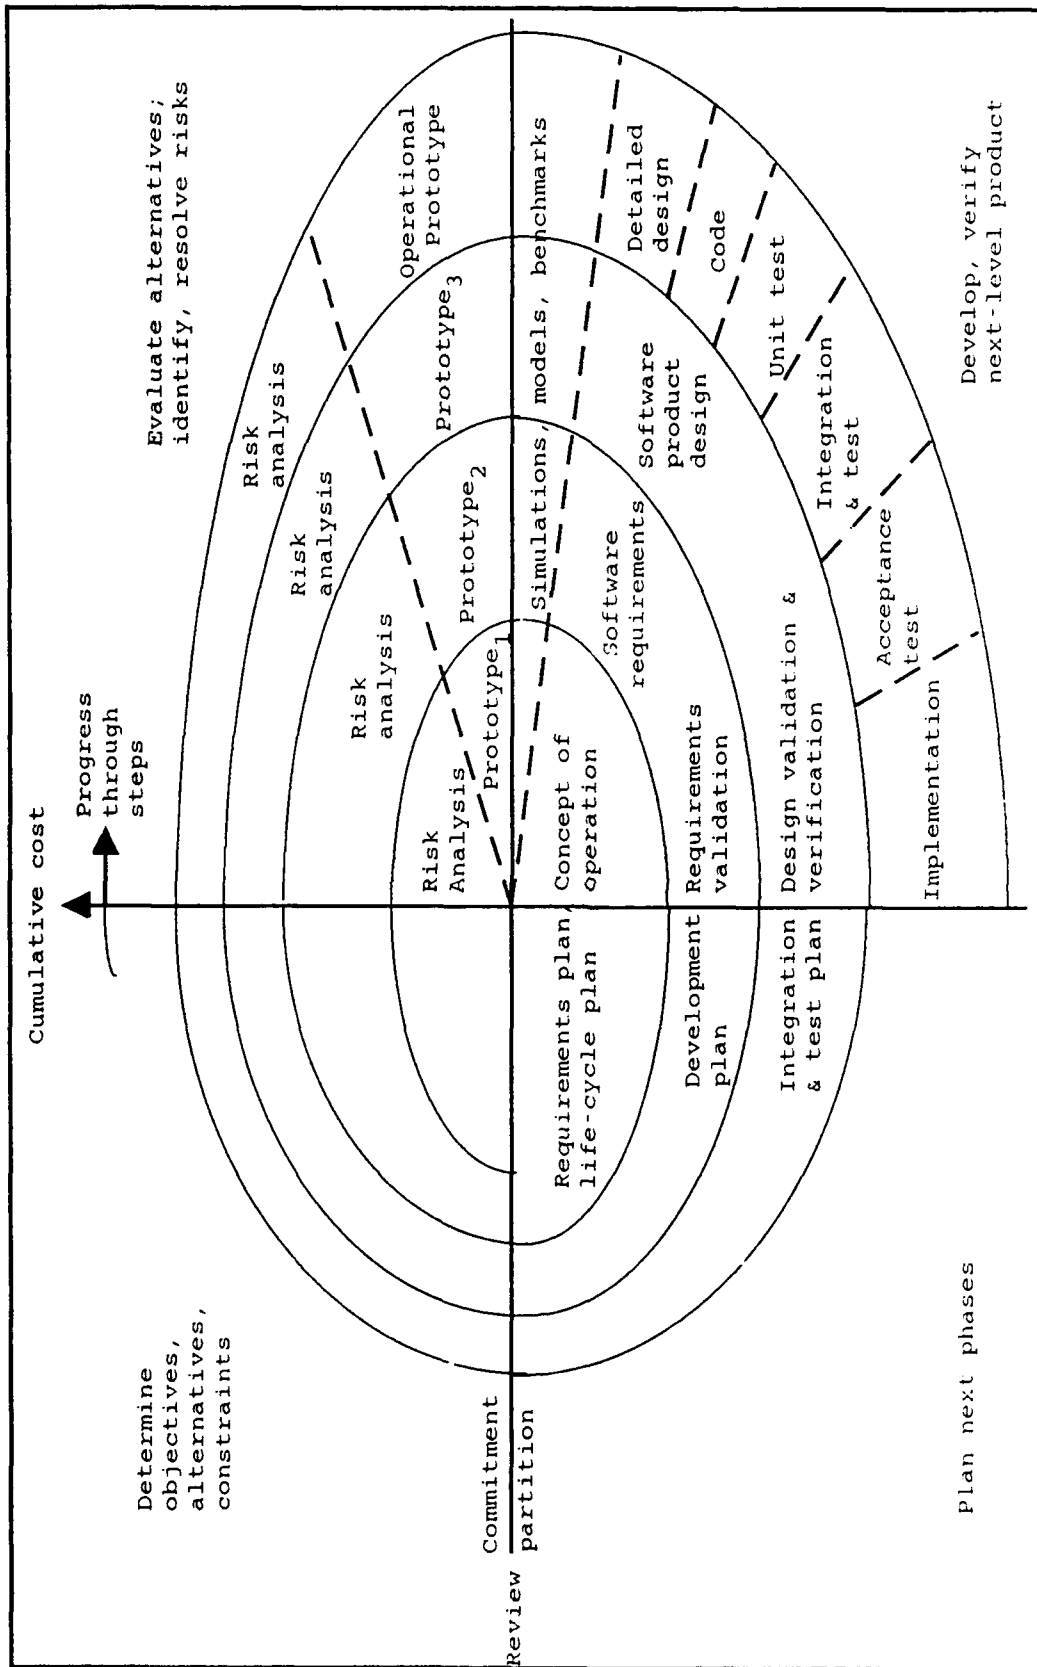 Cumulative cost
Progress
through
steps
Determine
objectives,
alternatives,
constraints
Evaluate alternatives;
identify, resolve risks
Risk
analysis
Risk
analysis
Risk
analysis
Risk
Analysis
Operational
Prototype
Prototype3
Prototype2
Prototype1
Commitment
Review
partition
Simulations, models, benchmarks
Requirements plan,
life-cycle plan
Concept of
operation
Software
requirements
Software
product
design
Detailed
design
Code
Unit test
Integration
& test
Acceptance
test
Implementation
Development
plan
Requirements
validation
Integration
& test plan
Design validation &
verification
Plan next phases
Develop, verify
next-level product